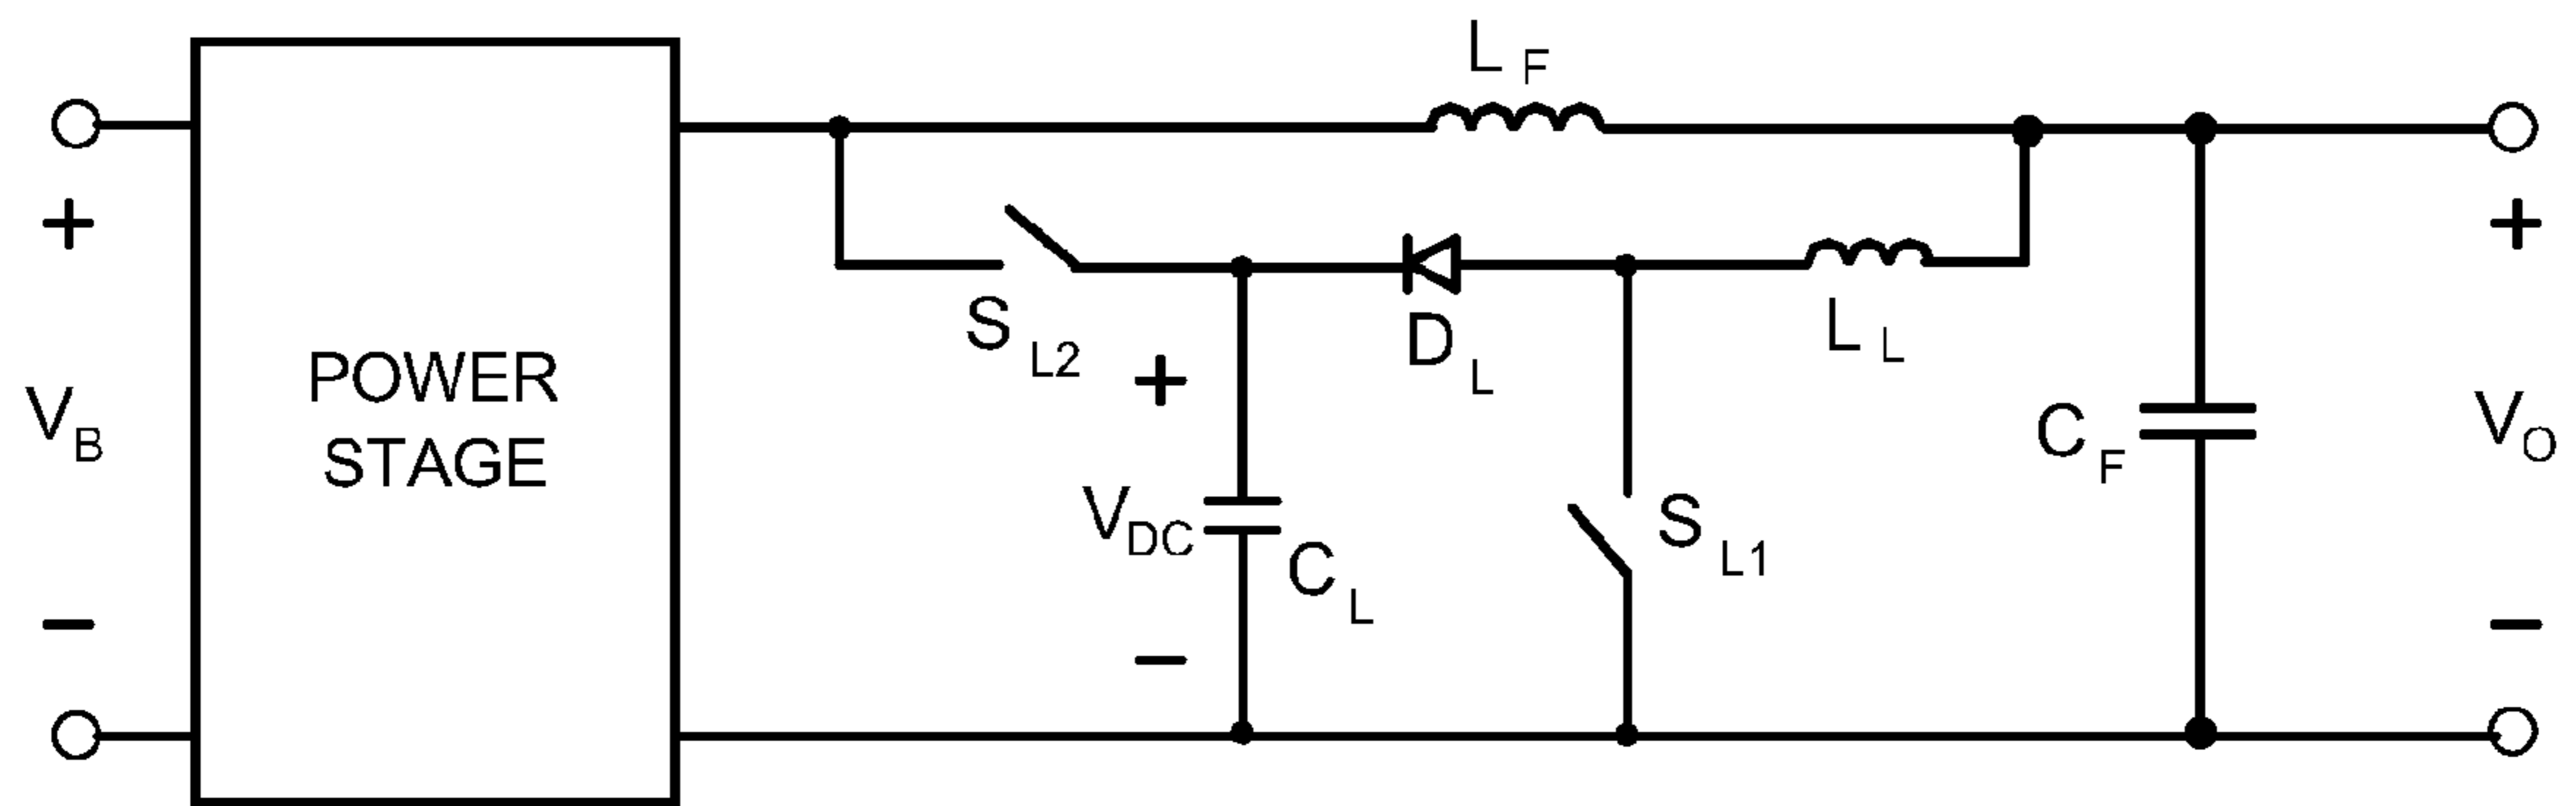 L F
+
+
S L2
D L
L L
POWER
STAGE
+
V B
C F
V O
V DC
C L
S L1
−
−
−